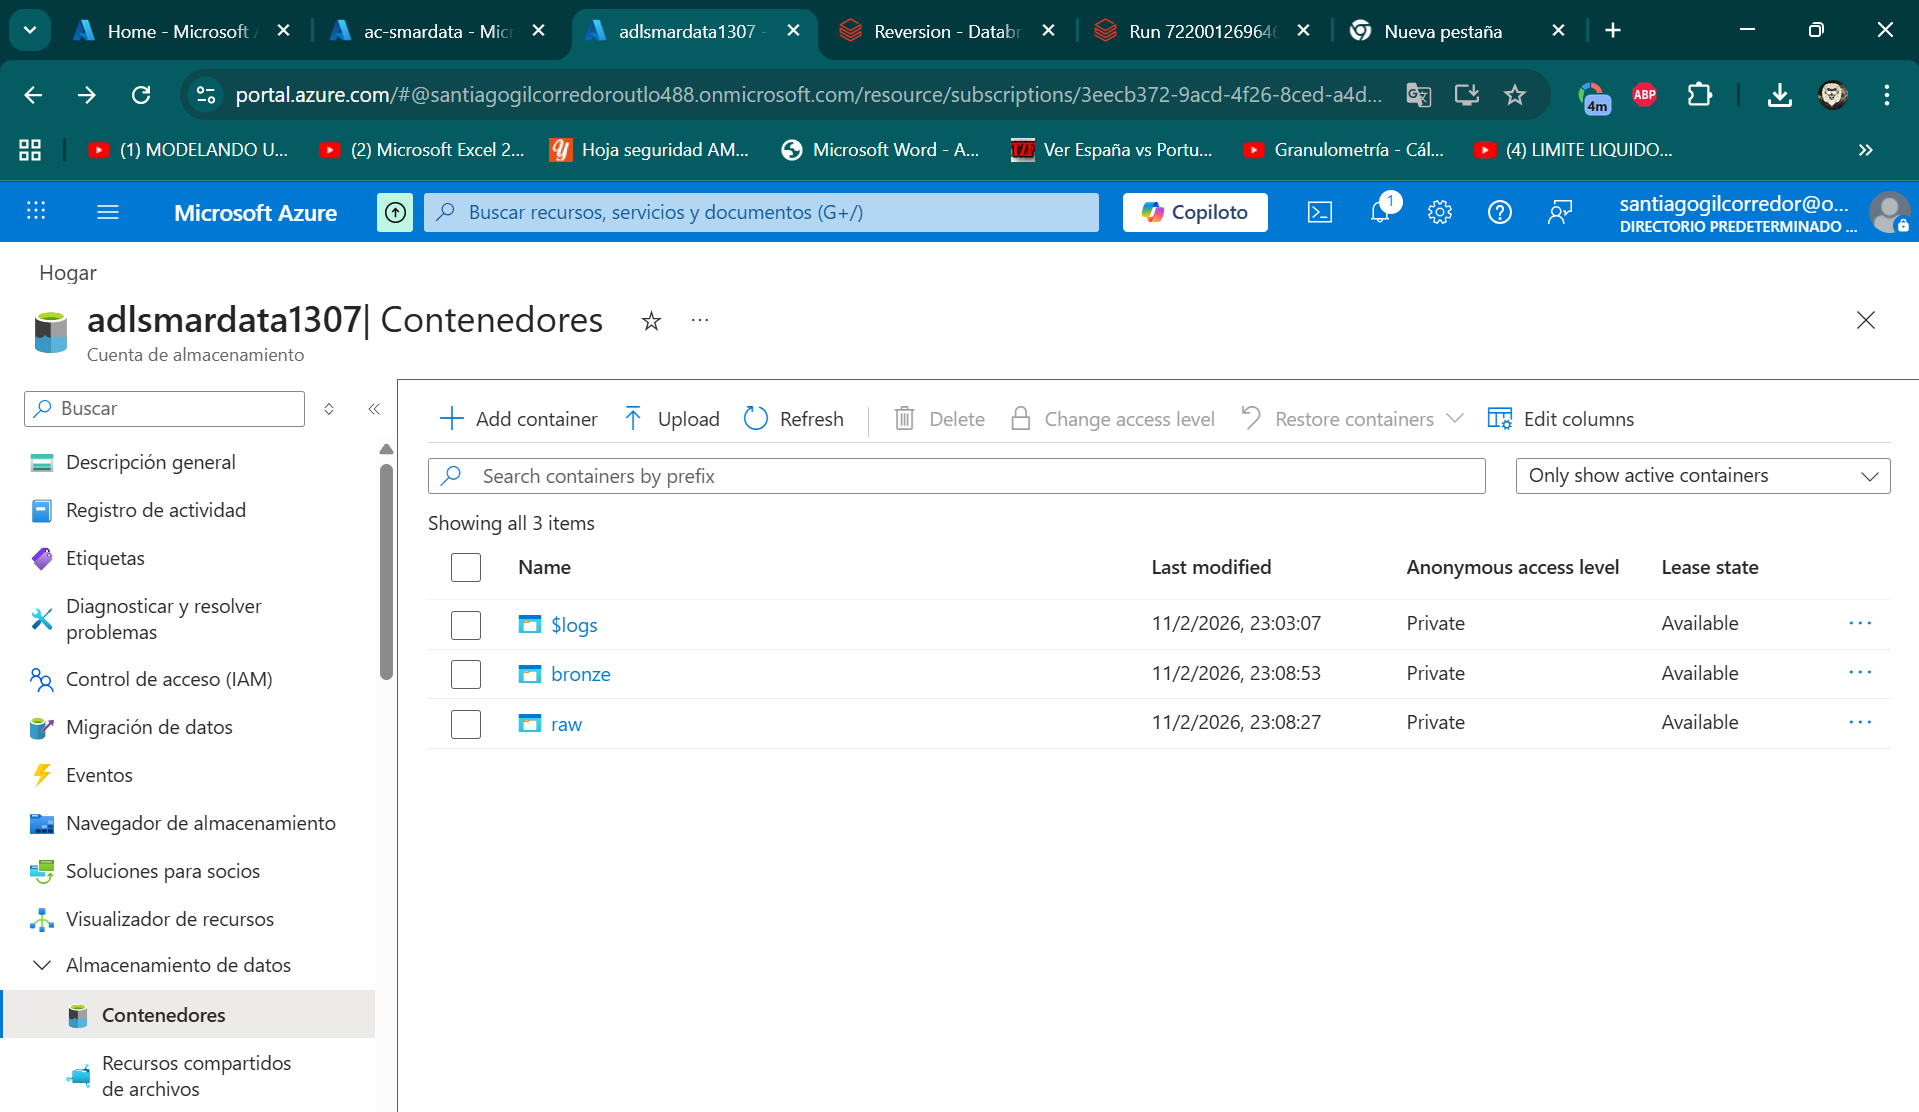 Home - Microsoft A
ac-smardata - Micr
adlsmardata1307 -
Reversion - Databr
Run 722001269646
Nueva pestaña
portal.azure.com/#@santiagogilcorredoroutlo488.onmicrosoft.com/resource/subscriptions/3eecb372-9acd-4f26-8ced-a4d...
4m
ABP
(1) MODELANDO U...
(2) Microsoft Excel 2...
Hoja seguridad AM...
Microsoft Word - A...
Ver España vs Portu...
Granulometría - Cál...
(4) LIMITE LIQUIDO...
Microsoft Azure
Buscar recursos, servicios y documentos (G+/)
Copiloto
1
santiagogilcorredor@o...
DIRECTORIO PREDETERMINADO ...
Hogar
adlsmardata1307| Contenedores
Cuenta de almacenamiento
Buscar
Descripción general
Registro de actividad
Etiquetas
Diagnosticar y resolver
problemas
Control de acceso (IAM)
Migración de datos
Eventos
Navegador de almacenamiento
Soluciones para socios
Visualizador de recursos
Almacenamiento de datos
Contenedores
Recursos compartidos
de archivos
Add container
Upload
Refresh
Delete
Change access level
Restore containers
Edit columns
Search containers by prefix
Only show active containers
Showing all 3 items
Name Last modified Anonymous access level Lease state
$logs 11/2/2026, 23:03:07 Private Available
bronze 11/2/2026, 23:08:53 Private Available
raw 11/2/2026, 23:08:27 Private Available